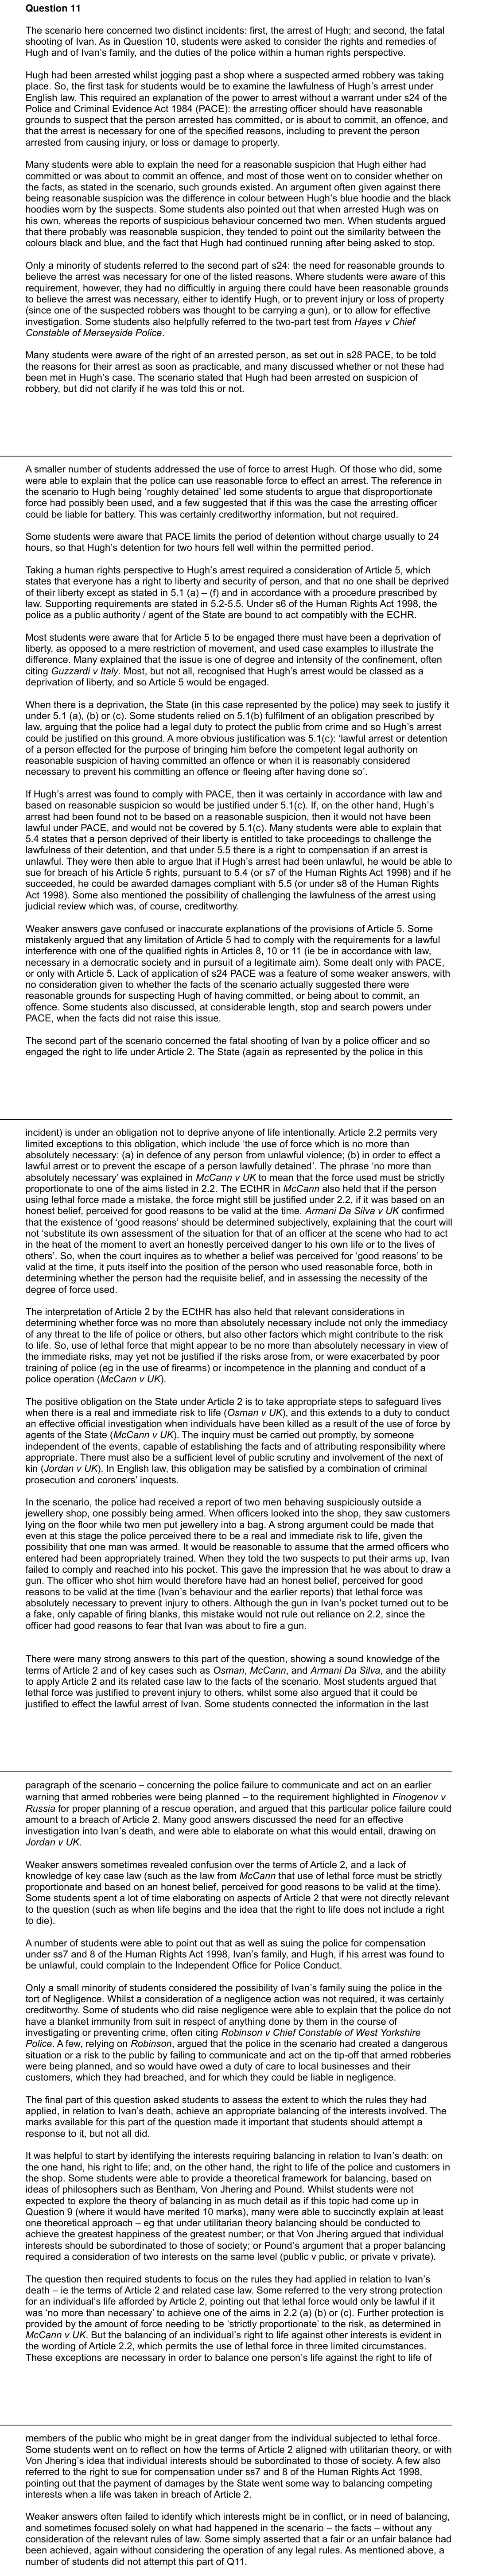 Question 11
The scenario here concerned two distinct incidents: first, the arrest of Hugh; and second, the fatal
shooting of Ivan. As in Question 10, students were asked to consider the rights and remedies of
Hugh and of Ivan's family, and the duties of the police within a human rights perspective.
Hugh had been arrested whilst jogging past a shop where a suspected armed robbery was taking
place. So, the first task for students would be to examine the lawfulness of Hugh's arrest under
English law. This required an explanation of the power to arrest without a warrant under s24 of the
Police and Criminal Evidence Act 1984 (PACE): the arresting officer should have reasonable
grounds to suspect that the person arrested has committed, or is about to commit, an offence, and
that the arrest is necessary for one of the specified reasons, including to prevent the person
arrested from causing injury, or loss or damage to property.
Many students were able to explain the need for a reasonable suspicion that Hugh either had
committed or was about to commit an offence, and most of those went on to consider whether on
the facts, as stated in the scenario, such grounds existed. An argument often given against there
being reasonable suspicion was the difference in colour between Hugh's blue hoodie and the black
hoodies worn by the suspects. Some students also pointed out that when arrested Hugh was on
his own, whereas the reports of suspicious behaviour concerned two men. When students argued
that there probably was reasonable suspicion, they tended to point out the similarity between the
colours black and blue, and the fact that Hugh had continued running after being asked to stop.
Only a minority of students referred to the second part of s24: the need for reasonable grounds to
believe the arrest was necessary for one of the listed reasons. Where students were aware of this
requirement, however, they had no difficulty in arguing there could have been reasonable grounds
to believe the arrest was necessary, either to identify Hugh, or to prevent injury or loss of property
(since one of the suspected robbers was thought to be carrying a gun), or to allow for effective
investigation. Some students also helpfully referred to the two-part test from Hayes v Chief
Constable of Merseyside Police.
Many students were aware of the right of an arrested person, as set out in s28 PACE, to be told
the reasons for their arrest as soon as practicable, and many discussed whether or not these had
been met in Hugh's case. The scenario stated that Hugh had been arrested on suspicion of
robbery, but did not clarify if he was told this or not.
A smaller number of students addressed the use of force to arrest Hugh. Of those who did, some
were able to explain that the police can use reasonable force to effect an arrest. The reference in
the scenario to Hugh being 'roughly detained' led some students to argue that disproportionate
force had possibly been used, and a few suggested that if this was the case the arresting officer
could be liable for battery. This was certainly creditworthy information, but not required.
Some students were aware that PACE limits the period of detention without charge usually to 24
hours, so that Hugh's detention for two hours fell well within the permitted period.
Taking a human rights perspective to Hugh's arrest required a consideration of Article 5, which
states that everyone has a right to liberty and security of person, and that no one shall be deprived
of their liberty except as stated in 5.1 (a) – (f) and in accordance with a procedure prescribed by
law. Supporting requirements are stated in 5.2-5.5. Under s6 of the Human Rights Act 1998, the
police as a public authority / agent of the State are bound to act compatibly with the ECHR.
Most students were aware that for Article 5 to be engaged there must have been a deprivation of
liberty, as opposed to a mere restriction of movement, and used case examples to illustrate the
difference. Many explained that the issue is one of degree and intensity of the confinement, often
citing Guzzardi v Italy. Most, but not all, recognised that Hugh's arrest would be classed as a
deprivation of liberty, and so Article 5 would be engaged.
When there is a deprivation of liberty, the State (in this case represented by the police) may seek to justify it
under 5.1 (a), (b) or (c). Some students relied on 5.1(b) fulfilment of an obligation prescribed by
law, arguing that the police had a legal duty to protect the public from crime and so Hugh's arrest
could be justified on this ground. A more obvious justification was 5.1(c): 'lawful arrest or detention
of a person effected for the purpose of bringing him before the competent legal authority on
reasonable suspicion of having committed an offence or when it is reasonably considered
necessary to prevent his committing an offence or fleeing after having done so'.
If Hugh's arrest was found to comply with PACE, then it was certainly in accordance with law and
based on reasonable suspicion so would be justified under 5.1(c). If, on the other hand, Hugh's
arrest had been found not to be based on a reasonable suspicion, then it would not have been
lawful under PACE, and would not be covered by 5.1(c). Many students were able to explain that
5.4 states that a person deprived of their liberty is entitled to take proceedings to challenge the
lawfulness of their detention, and that under 5.5 there is a right to compensation if an arrest is
unlawful. They were then able to argue that if Hugh's arrest had been unlawful, he would be able to
sue for breach of his Article 5 rights, pursuant to 5.4 (or s7 of the Human Rights Act 1998) and if he
succeeded, he could be awarded damages compliant with 5.5 (or under s8 of the Human Rights
Act 1998). Some also mentioned the possibility of challenging the lawfulness of the arrest using
judicial review which was, of course, creditworthy.
Weaker answers gave confused or inaccurate explanations of the provisions of Article 5. Some
mistakenly argued that any limitation of Article 5 had to comply with the requirements for a lawful
interference with one of the qualified rights in Articles 8, 10 or 11 (ie be in accordance with law,
necessary in a democratic society and in pursuit of a legitimate aim). Some dealt only with PACE,
or only with Article 5. Lack of application of s24 PACE was a feature of some weaker answers, with
no consideration given to whether the facts of the scenario actually suggested there were
reasonable grounds for suspecting Hugh of having committed, or being about to commit, an
offence. Some students also discussed, at considerable length, stop and search powers under
PACE, when the facts did not raise this issue.
The second part of the scenario concerned the fatal shooting of Ivan by a police officer and so
engaged the right to life under Article 2. The State (again as represented by the police in this
incident) is under an obligation not to deprive anyone of life intentionally. Article 2.2 permits very
limited exceptions to this obligation, which include 'the use of force which is no more than
absolutely necessary: (a) in defence of any person from unlawful violence; (b) in order to effect a
lawful arrest or to prevent the escape of a person lawfully detained'. The phrase 'no more than
absolutely necessary' was explained in McCann v UK to mean that the force used must be strictly
proportionate to one of the aims listed in 2.2. The ECtHR in McCann also held that if the person
using lethal force made a mistake, the force might still be justified under 2.2, if it was based on an
honest belief, perceived for good reasons to be valid at the time. Armani Da Silva v UK confirmed
that the existence of 'good reasons' should be determined subjectively, explaining that the court will
not 'substitute its own assessment of the situation for that of an officer at the scene who had to act
in the heat of the moment to avert an honestly perceived danger to his own life or to the lives of
others'. So, when the court inquires as to whether a belief was perceived for 'good reasons' to be
valid at the time, it puts itself into the position of the person who used reasonable force, both in
determining whether the person had the requisite belief, and in assessing the necessity of the
degree of force used.
The interpretation of Article 2 by the ECtHR has also held that relevant considerations in
determining whether force was no more than absolutely necessary include not only the immediacy
of any threat to the life of police or others, but also other factors which might contribute to the risk
to life. So, use of lethal force that might appear to be no more than absolutely necessary in view of
the immediate risks, may yet not be justified if the risks arose from, or were exacerbated by poor
training of police (eg in the use of firearms) or incompetence in the planning and conduct of a
police operation (McCann v UK).
The positive obligation on the State under Article 2 is to take appropriate steps to safeguard lives
when there is a real and immediate risk to life (Osman v UK), and this extends to a duty to conduct
an effective official investigation when individuals have been killed as a result of the use of force by
agents of the State (McCann v UK). The inquiry must be carried out promptly, by someone
independent of the events, capable of establishing the facts and of attributing responsibility where
appropriate. There must also be a sufficient level of public scrutiny and involvement of the next of
kin (Jordan v UK). In English law, this obligation may be satisfied by a combination of criminal
prosecution and coroners' inquests.
In the scenario, the police had received a report of two men behaving suspiciously outside a
jewellery shop, one possibly being armed. When officers looked into the shop, they saw customers
lying on the floor while two men put jewellery into a bag. A strong argument could be made that
even at this stage the police perceived there to be a real and immediate risk to life, given the
possibility that one man was armed. It would be reasonable to assume that the armed officers who
entered had been appropriately trained. When they told the two suspects to put their arms up, Ivan
failed to comply and reached into his pocket. This gave the impression that he was about to draw a
gun. The officer who shot him would therefore have had an honest belief, perceived for good
reasons to be valid at the time (Ivan's behaviour and the earlier reports) that lethal force was
absolutely necessary to prevent injury to others. Although the gun in Ivan's pocket turned out to be
a fake, only capable of firing blanks, this mistake would not rule out reliance on 2.2, since the
officer had good reasons to fear that Ivan was about to fire a gun.
There were many strong answers to this part of the question, showing a sound knowledge of the
terms of Article 2 and of key cases such as Osman, McCann, and Armani Da Silva, and the ability
to apply Article 2 and its related case law to the facts of the scenario. Most students argued that
lethal force was justified to prevent injury to others, whilst some also argued that it could be
justified to effect the lawful arrest of Ivan. Some students connected the information in the last
paragraph of the scenario – concerning the police failure to communicate and act on an earlier
warning that armed robberies were being planned – to the requirement highlighted in Finogenov v
Russia for proper planning of a rescue operation, and argued that this particular police failure could
amount to a breach of Article 2. Many good answers discussed the need for an effective
investigation into Ivan's death, and were able to elaborate on what this would entail, drawing on
Jordan v UK.
Weaker answers sometimes revealed confusion over the terms of Article 2, and a lack of
knowledge of key case law (such as the law from McCann that use of lethal force must be strictly
proportionate and based on an honest belief, perceived for good reasons to be valid at the time).
Some students spent a lot of time elaborating on aspects of Article 2 that were not directly relevant
to the question (such as when life begins and the idea that the right to life does not include a right
to die).
A number of students were able to point out that as well as suing the police for compensation
under ss7 and 8 of the Human Rights Act 1998, Ivan's family, and Hugh, if his arrest was found to
be unlawful, could complain to the Independent Office for Police Conduct.
Only a small minority of students considered the possibility of Ivan's family suing the police in the
tort of Negligence. Whilst a consideration of a negligence action was not required, it was certainly
creditworthy. Some of students who did raise negligence were able to explain that the police do not
have a blanket immunity from suit in respect of anything done by them in the course of
investigating or preventing crime, often citing Robinson v Chief Constable of West Yorkshire
Police. A few, relying on Robinson, argued that the police in the scenario had created a dangerous
situation or a risk to the public by failing to communicate and act on the tip-off that armed robberies
were being planned, and so would have owed a duty of care to local businesses and their
customers, which they had breached, and for which they could be liable in negligence.
The final part of this question asked students to assess the extent to which the rules they had
applied, in relation to Ivan's death, achieve an appropriate balancing of the interests involved. The
marks available for this part of the question made it important that students should attempt a
response to it, but not all did.
It was helpful to start by identifying the interests requiring balancing in relation to Ivan's death: on
the one hand, his right to life; and, on the other hand, the right to life of the police and customers in
the shop. Some students were able to provide a theoretical framework for balancing, based on
ideas of philosophers such as Bentham, Von Jhering and Pound. Whilst students were not
expected to explore the theory of balancing in as much detail as if this topic had come up in
Question 9 (where it would have merited 10 marks), many were able to succinctly explain at least
one theoretical approach – eg that under utilitarian theory balancing should be conducted to
achieve the greatest happiness of the greatest number; or that Von Jhering argued that individual
interests should be subordinated to those of society; or Pound's argument that a proper balancing
required a consideration of two interests on the same level (public v public, or private v private).
The question then required students to focus on the rules they had applied in relation to Ivan's
death – ie the terms of Article 2 and related case law. Some referred to the very strong protection
for an individual's life afforded by Article 2, pointing out that lethal force would only be lawful if it
was 'no more than necessary' to achieve one of the aims in 2.2 (a) (b) or (c). Further protection is
provided by the amount of force needing to be 'strictly proportionate' to the risk, as determined in
McCann v UK. But the balancing of an individual's right to life against other interests is evident in
the wording of Article 2.2, which permits the use of lethal force in three limited circumstances.
These exceptions are necessary in order to balance one person's life against the right to life of
members of the public who might be in great danger from the individual subjected to lethal force.
Some students went on to reflect on how the terms of Article 2 aligned with utilitarian theory, or with
Von Jhering's idea that individual interests should be subordinated to those of society. A few also
referred to the right to sue for compensation under ss7 and 8 of the Human Rights Act 1998,
pointing out that the payment of damages by the State went some way to balancing competing
interests when a life was taken in breach of Article 2.
Weaker answers often failed to identify which interests might be in conflict, or in need of balancing,
and sometimes focused solely on what had happened in the scenario – the facts – without any
consideration of the relevant rules of law. Some simply asserted that a fair or an unfair balance had
been achieved, again without considering the operation of any legal rules. As mentioned above, a
number of students did not attempt this part of Q11.